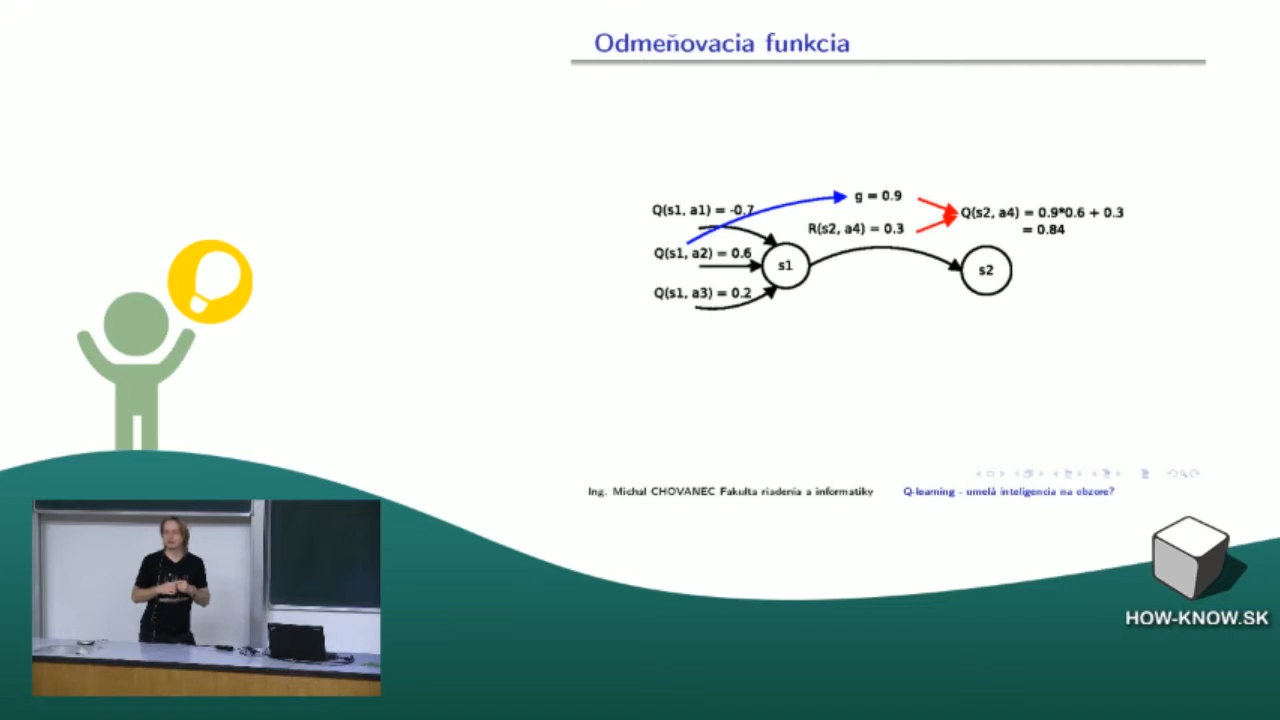 Odmeňovacia funkcia
Q(s1, a1) = -0.7
g = 0.9
Q(s2, a4) = 0.9*0.6 + 0.3
= 0.84
R(s2, a4) = 0.3
Q(s1, a2) = 0.6
s1
s2
Q(s1, a3) = 0.2
Ing. Michal CHOVANEC Fakulta riadenia a informatiky
Q-learning - umelá inteligencia na obzore?
HOW-KNOW.SK